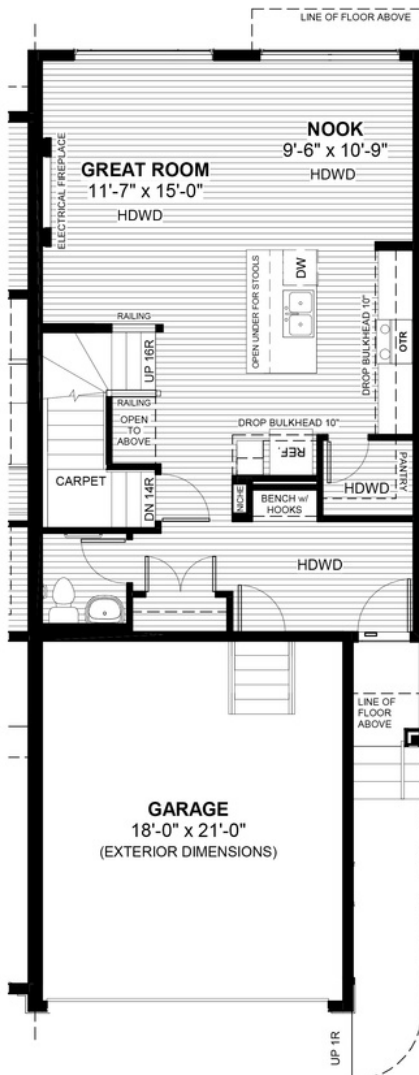 LINE OF FLOOR ABOVE
NOOK
9'-6" x 10'-9"
HDWD
GREAT ROOM
11'-7" x 15'-0"
HDWD
ELECTRICAL FIREPLACE
DW
OPEN UNDER FOR STOOLS
DROP BULKHEAD 10"
OTR
RAILING
UP 16R
RAILING
OPEN
TO
ABOVE
DROP BULKHEAD 10"
REF.
CARPET
DN 14R
NICHE
BENCH w/
HOOKS
HDWD
PANTRY
HDWD
LINE OF
FLOOR
ABOVE
GARAGE
18'-0" x 21'-0"
(EXTERIOR DIMENSIONS)
UP 1R